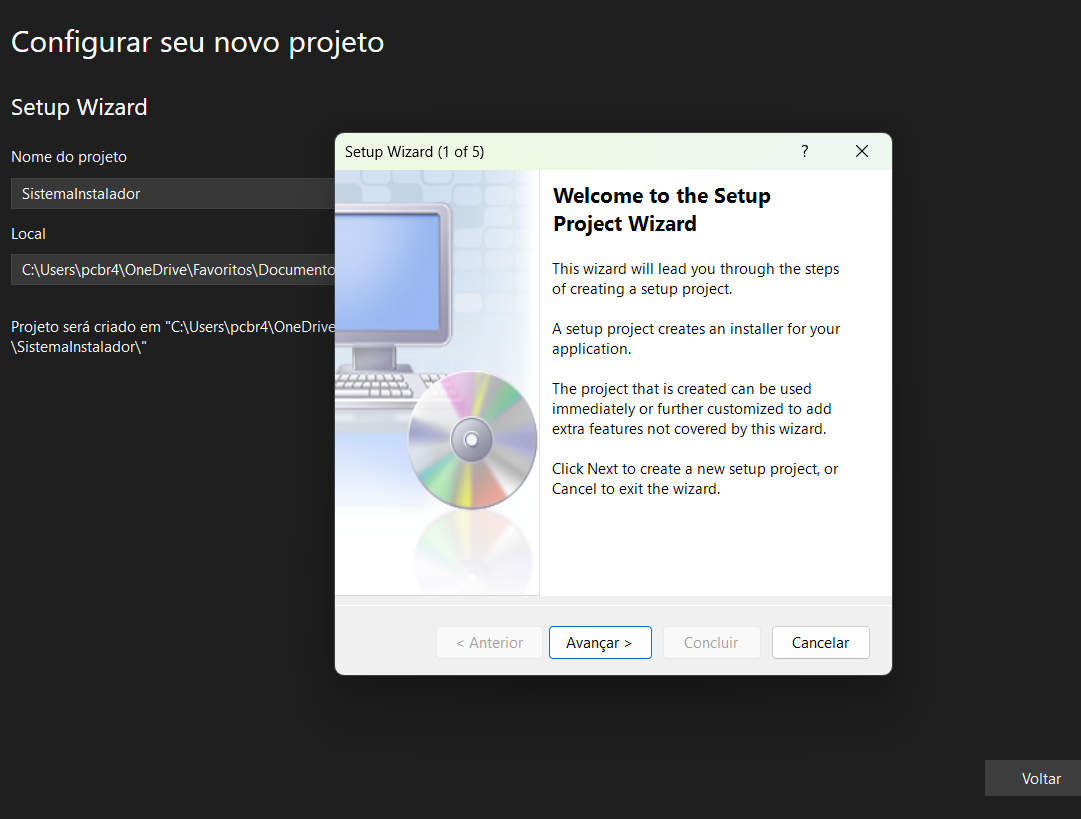 Configurar seu novo projeto
Setup Wizard
Nome do projeto
SistemaInstalador
Local
C:\Users\pcbr4\OneDrive\Favoritos\Documento
Projeto será criado em "C:\Users\pcbr4\OneDrive
\SistemaInstalador\"
Setup Wizard (1 of 5)
?
Welcome to the Setup
Project Wizard
This wizard will lead you through the steps
of creating a setup project.
A setup project creates an installer for your
application.
The project that is created can be used
immediately or further customized to add
extra features not covered by this wizard.
Click Next to create a new setup project, or
Cancel to exit the wizard.
< Anterior
Avançar >
Concluir
Cancelar
Voltar